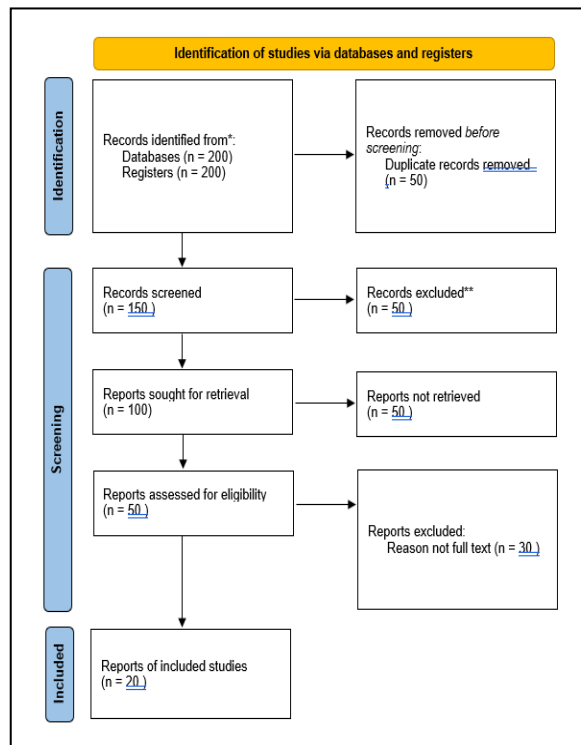 Identification of studies via databases and registers
Identification
Records identified from*:
Databases (n = 200)
Registers (n = 200)
Records removed before
screening:
Duplicate records removed
(n = 50)
Screening
Records screened
(n = 150 )
Records excluded**
(n = 50 )
Reports sought for retrieval
(n = 100)
Reports not retrieved
(n = 50 )
Reports assessed for eligibility
(n = 50 )
Reports excluded:
Reason not full text (n = 30 )
Included
Reports of included studies
(n = 20 )